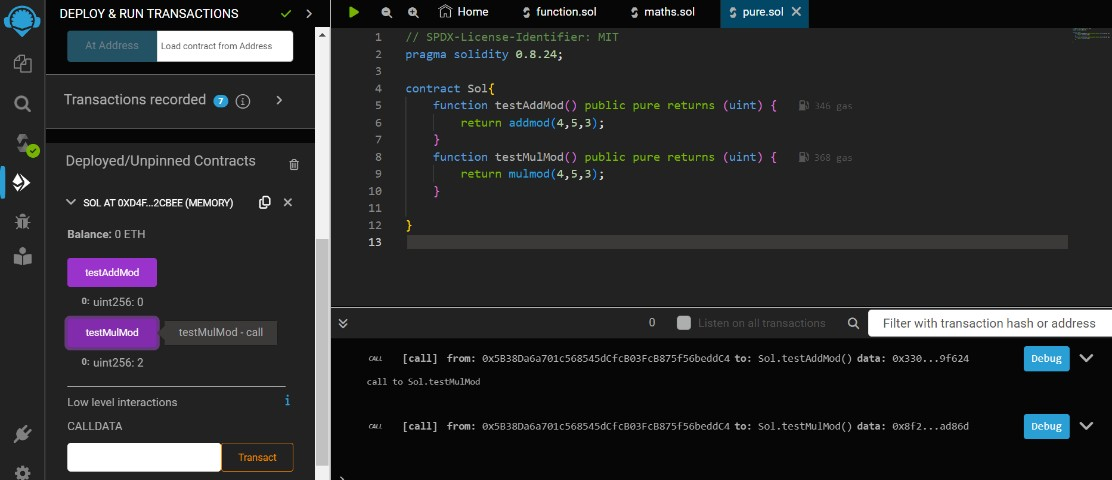 DEPLOY & RUN TRANSACTIONS
At Address
Load contract from Address
Transactions recorded 7 i
Deployed/Unpinned Contracts
SOL AT 0XD4F...2CBEE (MEMORY)
Balance: 0 ETH
testAddMod
0: uint256: 0
testMulMod
testMulMod - call
0: uint256: 2
Low level interactions i
CALLDATA
Transact
Home
function.sol
maths.sol
pure.sol
1 // SPDX-License-Identifier: MIT
2 pragma solidity 0.8.24;
3
4 contract Sol{
5 function testAddMod() public pure returns (uint) { 346 gas
6 return addmod(4,5,3);
7 }
8 function testMulMod() public pure returns (uint) { 368 gas
9 return mulmod(4,5,3);
10 }
11
12 }
13
0 Listen on all transactions
Filter with transaction hash or address
CALL [call] from: 0x5B38Da6a701c568545dCfcB03FcB875f56beddC4 to: Sol.testAddMod() data: 0x330...9f624 Debug
call to Sol.testMulMod
CALL [call] from: 0x5B38Da6a701c568545dCfcB03FcB875f56beddC4 to: Sol.testMulMod() data: 0x8f2...ad86d Debug